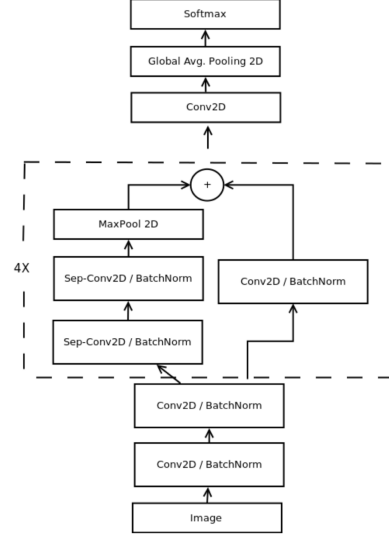 Softmax
Global Avg. Pooling 2D
Conv2D
+
MaxPool 2D
4X
Sep-Conv2D / BatchNorm
Conv2D / BatchNorm
Sep-Conv2D / BatchNorm
Conv2D / BatchNorm
Conv2D / BatchNorm
Image